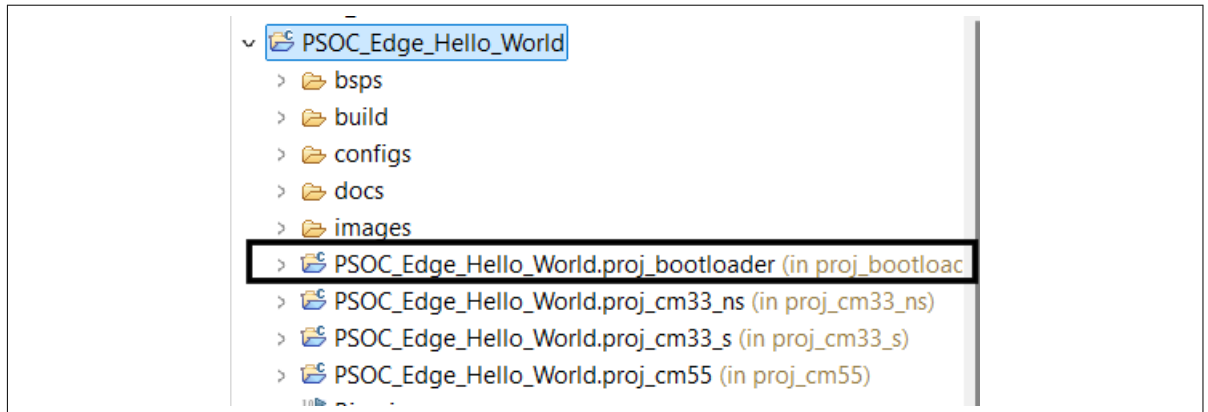 PSOC_Edge_Hello_World
bsps
build
configs
docs
images
PSOC_Edge_Hello_World.proj_bootloader (in proj_bootloac
PSOC_Edge_Hello_World.proj_cm33_ns (in proj_cm33_ns)
PSOC_Edge_Hello_World.proj_cm33_s (in proj_cm33_s)
PSOC_Edge_Hello_World.proj_cm55 (in proj_cm55)